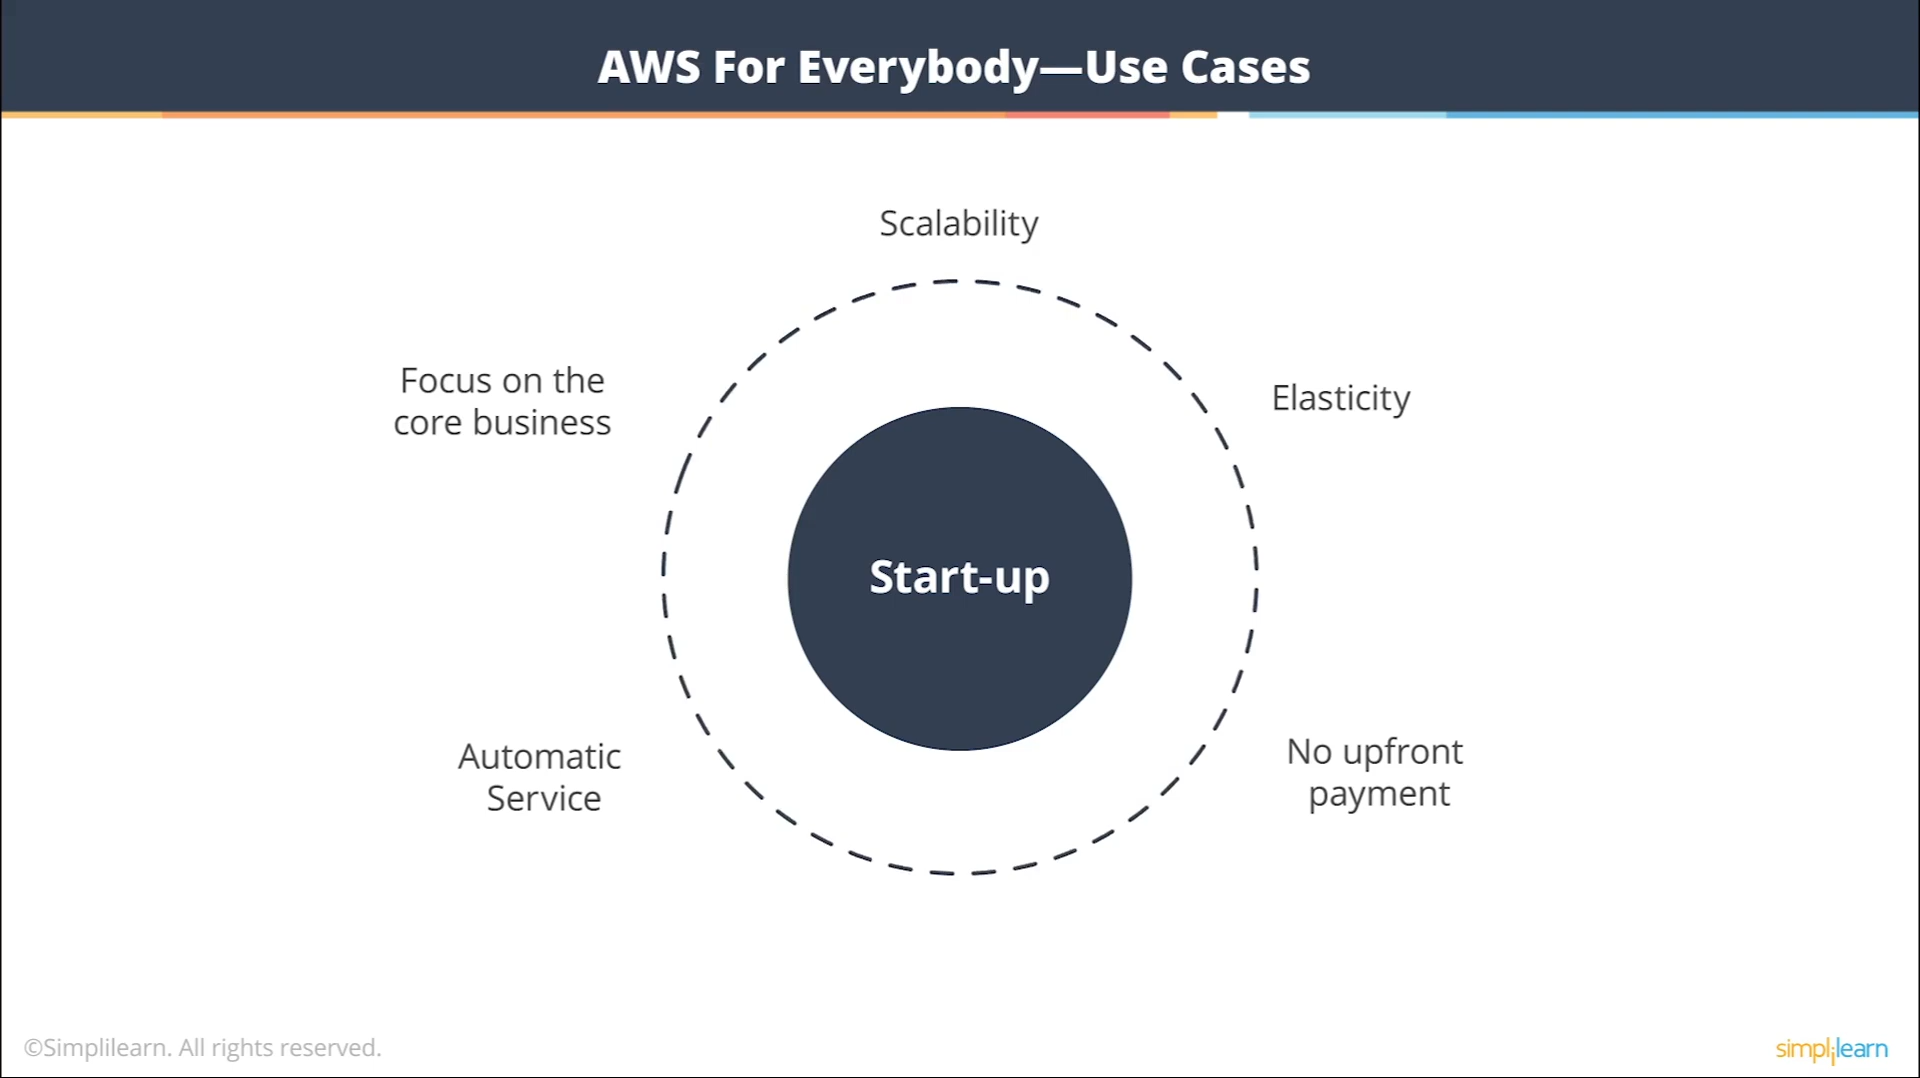 AWS For Everybody—Use Cases
Scalability
Focus on the
core business
Elasticity
Start-up
Automatic
Service
No upfront
payment
©Simplilearn. All rights reserved.
simplilearn